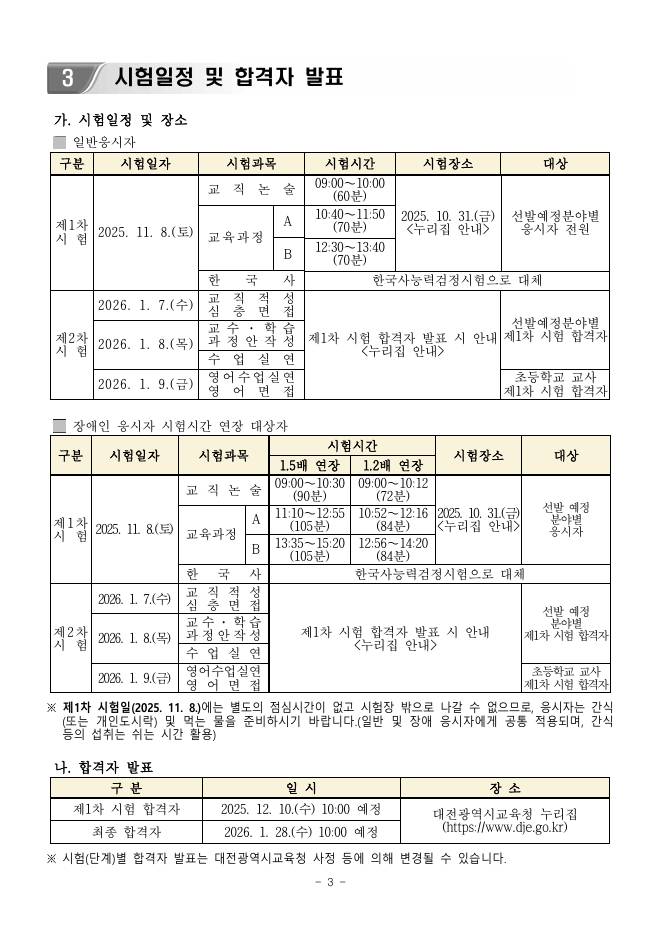 3 시험일정 및 합격자 발표
가. 시험일정 및 장소
일반응시자
구분 시험일자 시험과목 시험시간 시험장소 대상
제1차 시 험
2025. 11. 8.(토)
교 직 논 술
09:00～10:00
(60분)
교육과정
A
10:40～11:50
(70분)
B
12:30～13:40
(70분)
2025. 10. 31.(금)
<누리집 안내>
선발예정분야별
응시자 전원
한 국 사
한국사능력검정시험으로 대체
제2차
시 험
2026. 1. 7.(수)
교 직 적 성
심 층 면 접
2026. 1. 8.(목)
교 수 · 학 습
과 정 안 작 성
수 업 실 연
2026. 1. 9.(금)
영어수업실연
영 어 면 접
제1차 시험 합격자 발표 시 안내
<누리집 안내>
선발예정분야별
제1차 시험 합격자
초등학교 교사
제1차 시험 합격자
장애인 응시자 시험시간 연장 대상자
구분 시험일자 시험과목 시험시간 시험장소 대상
1.5배 연장 1.2배 연장
제1차
시 험
2025. 11. 8.(토)
교 직 논 술
09:00～10:30
(90분)
09:00～10:12
(72분)
교육과정
A
11:10～12:55
(105분)
10:52～12:16
(84분)
B
13:35～15:20
(105분)
12:56～14:20
(84분)
2025. 10. 31.(금)
<누리집 안내>
선발 예정
분야별
응시자
한 국 사
한국사능력검정시험으로 대체
제2차
시 험
2026. 1. 7.(수)
교 직 적 성
심 층 면 접
2026. 1. 8.(목)
교 수 · 학 습
과 정 안 작 성
수 업 실 연
2026. 1. 9.(금)
영어수업실연
영 어 면 접
제1차 시험 합격자 발표 시 안내
<누리집 안내>
선발 예정
분야별
제1차 시험 합격자
초등학교 교사
제1차 시험 합격자
※ 제1차 시험일(2025. 11. 8.)에는 별도의 점심시간이 없고 시험장 밖으로 나갈 수 없으므로, 응시자는 간식
(또는 개인도시락) 및 먹는 물을 준비하시기 바랍니다.(일반 및 장애 응시자에게 공통 적용되며, 간식
등의 섭취는 쉬는 시간 활용)
나. 합격자 발표
구 분 일 시 장 소
제1차 시험 합격자 2025. 12. 10.(수) 10:00 예정
최종 합격자 2026. 1. 28.(수) 10:00 예정
대전광역시교육청 누리집
(https://www.dje.go.kr)
※ 시험(단계)별 합격자 발표는 대전광역시교육청 사정 등에 의해 변경될 수 있습니다.
- 3 -